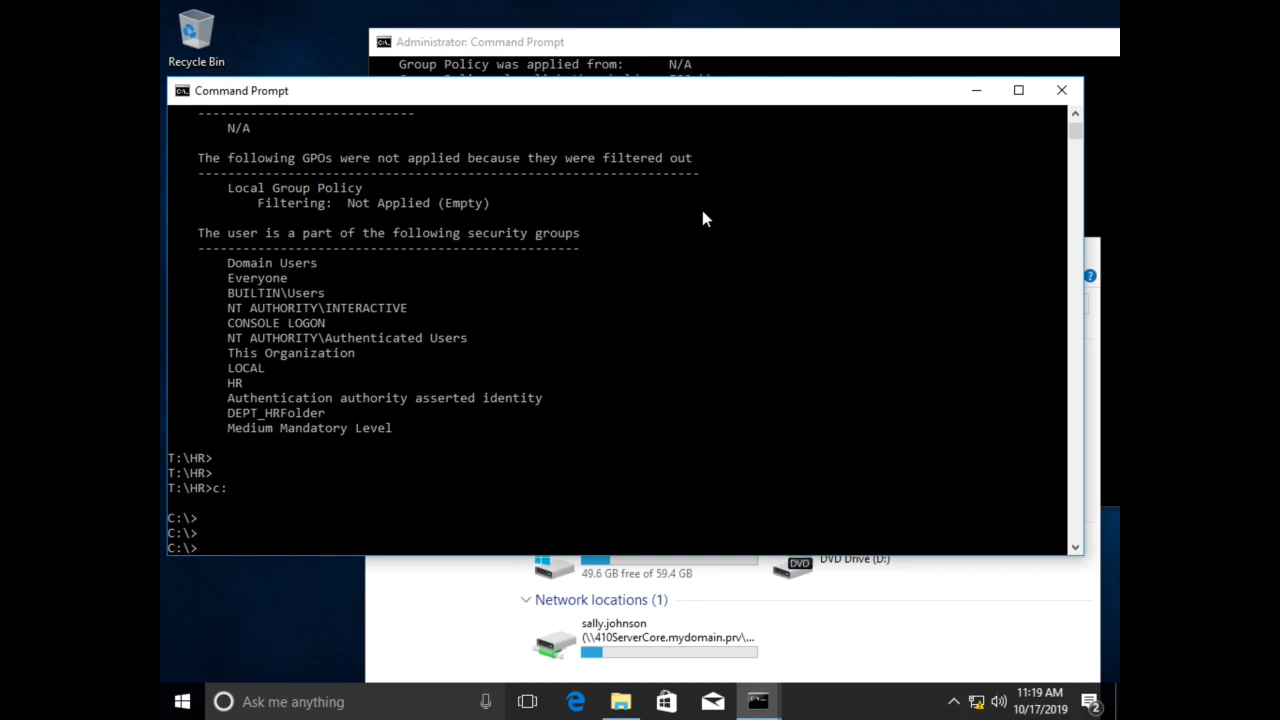 Recycle Bin
Administrator: Command Prompt
Group Policy was applied from:      N/A
Command Prompt
-----------------------------
N/A
The following GPOs were not applied because they were filtered out
-------------------------------------------------------------------
Local Group Policy
Filtering:  Not Applied (Empty)
The user is a part of the following security groups
---------------------------------------------------
Domain Users
Everyone
BUILTIN\Users
NT AUTHORITY\INTERACTIVE
CONSOLE LOGON
NT AUTHORITY\Authenticated Users
This Organization
LOCAL
HR
Authentication authority asserted identity
DEPT_HRFolder
Medium Mandatory Level
T:\HR>
T:\HR>
T:\HR>c:
C:\>
C:\>
C:\>
DVD Drive (D:)
DVD
49.6 GB free of 59.4 GB
Network locations (1)
sally.johnson
(\\410ServerCore.mydomain.prv\...
Ask me anything
11:19 AM
10/17/2019
2